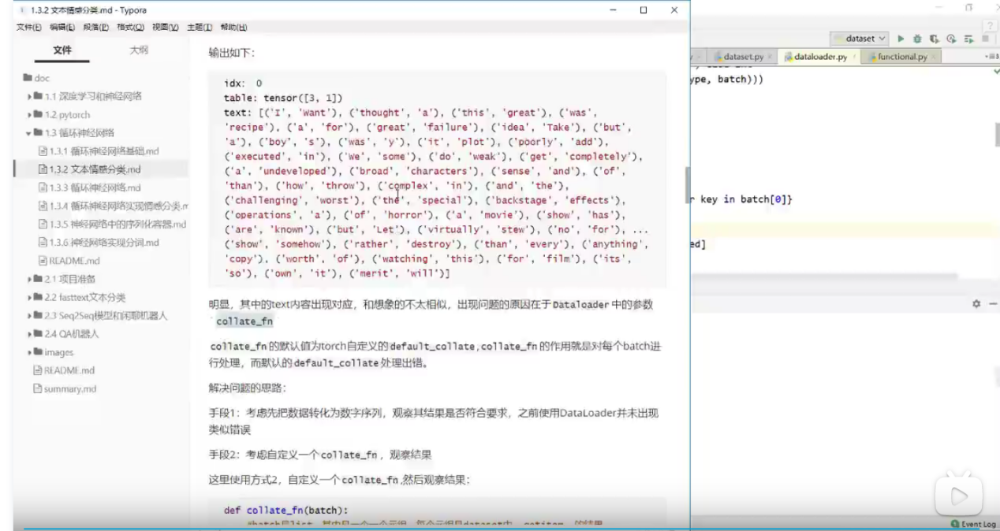 1.3.2 文本情感分类.md - Typora
文件(F) 编辑(E) 段落(P) 格式(O) 视图(V) 主题(T) 帮助(H)
文件 大纲
doc
1.1 深度学习和神经网络
1.2 pytorch
1.3 循环神经网络
1.3.1 循环神经网络基础.md
1.3.2 文本情感分类.md
1.3.3 循环神经网络.md
1.3.4 循环神经网络实现情感分类.m
1.3.5 神经网络中的序列化容器.md
1.3.6 神经网络实现分词.md
README.md
2.1 项目准备
2.2 fasttext文本分类
2.3 Seq2Seq模型和闲聊机器人
2.4 QA机器人
images
README.md
summary.md
输出如下:
idx: 0
table: tensor([3, 1])
text: [('I', 'Want'), ('thought', 'a'), ('this', 'great'), ('was',
'recipe'), ('a', 'for'), ('great', 'failure'), ('idea', 'Take'), ('but',
'a'), ('boy', 's'), ('was', 'y'), ('it', 'plot'), ('poorly', 'add'),
('executed', 'in'), ('we', 'some'), ('do', 'weak'), ('get', 'completely'),
('a', 'undeveloped'), ('broad', 'characters'), ('sense', 'and'), ('of',
'than'), ('how', 'throw'), ('complex', 'in'), ('and', 'the'),
('challenging', 'worst'), ('the', 'special'), ('backstage', 'effects'),
('operations', 'a'), ('of', 'horror'), ('a', 'movie'), ('show', 'has'),
('are', 'known'), ('but', 'Let'), ('virtually', 'stew'), ('no', 'for'), ...
('show', 'somehow'), ('rather', 'destroy'), ('than', 'every'), ('anything',
'copy'), ('worth', 'of'), ('watching', 'this'), ('for', 'film'), ('its',
'so'), ('own', 'it'), ('merit', 'will')]
明显，其中的text内容出现对应，和想象的不太相似，出现问题的原因在于Dataloader中的参数
`collate_fn
collate_fn的默认值为torch自定义的default_collate,collate_fn的作用就是对每个batch进
行处理，而默认的default_collate处理出错。
解决问题的思路：
手段1：考虑先把数据转化为数字序列，观察其结果是否符合要求，之前使用DataLoader并未出现
类似错误
手段2：考虑自定义一个collate_fn，观察结果
这里使用方式2，自定义一个collate_fn,然后观察结果：
def collate_fn(batch):
dataset
dataset.py dataloader.py functional.py
ype, batch)))
r key in batch[0]}
ed]
Event Log